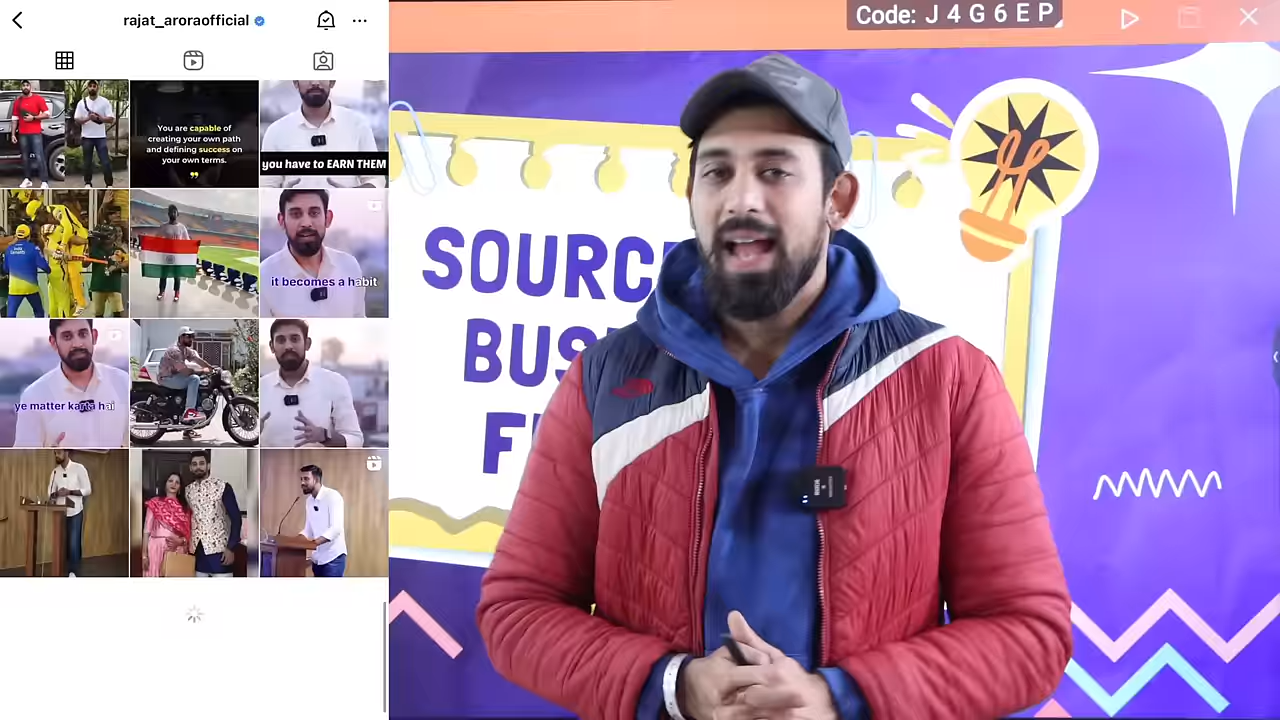 rajat_aroraofficial
Code: J 4 G 6 E P
You are capable of
creating your own path
and defining success on
your own terms.
you have to EARN THEM
it becomes a habit
ye matter karta hai
SOURC
BUS
F